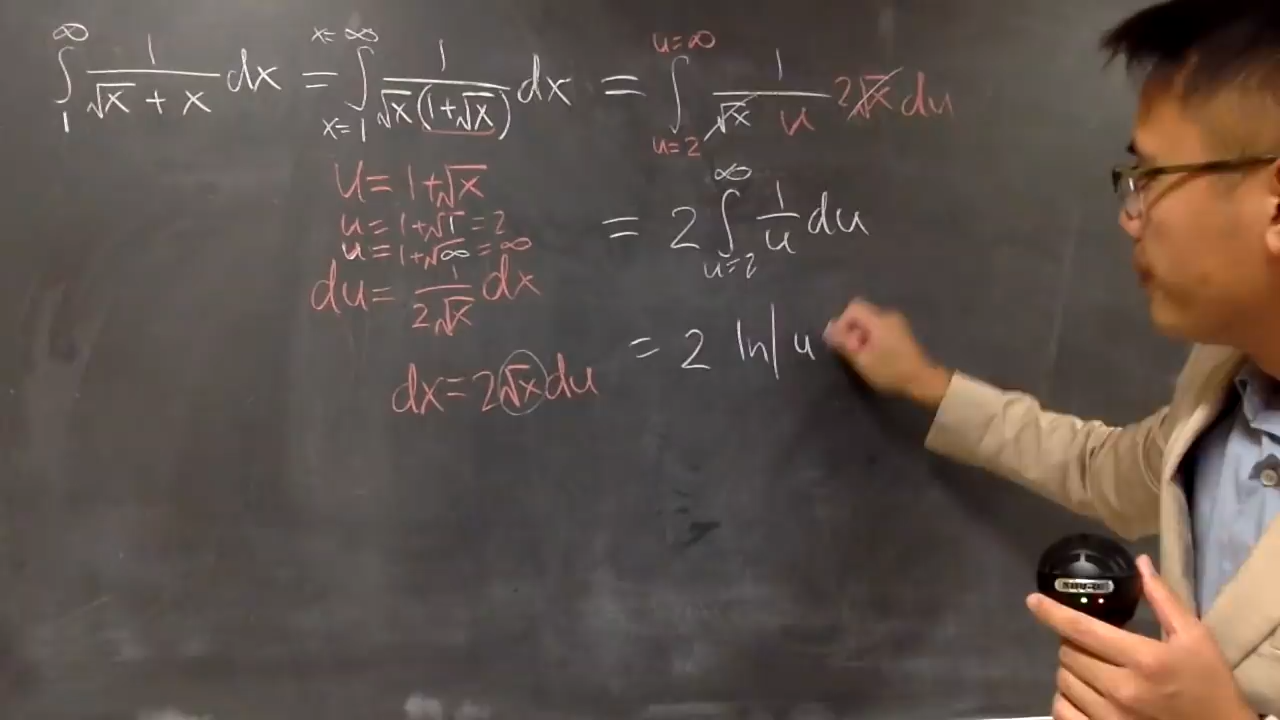 ∫₁^∞ 1/(√x + x) dx = ∫_{x=1}^{x=∞} 1/(√x(1+√x)) dx = ∫_{u=2}^{u=∞} 1/(√x u) 2√x du
u = 1+√x
u = 1+√1 = 2
u = 1+√∞ = ∞
du = 1/(2√x) dx
dx = 2√x du
= 2 ∫_{u=2}^∞ 1/u du
= 2 ln|u